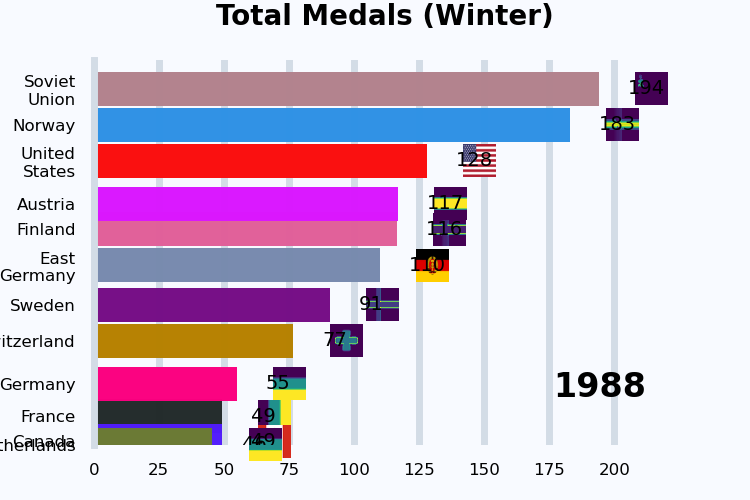 Total Medals (Winter)
Soviet
Union
194
Norway
183
United
States
128
Austria
117
Finland
116
East
Germany
110
Sweden
91
itzerland
77
Germany
55
1988
France
49
Canada
49
therlands
0 25 50 75 100 125 150 175 200